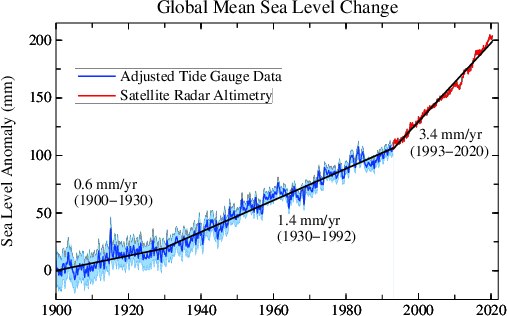 Global Mean Sea Level Change
Sea Level Anomaly (mm)
200
150
100
50
0
Adjusted Tide Gauge Data
Satellite Radar Altimetry
3.4 mm/yr
(1993−2020)
0.6 mm/yr
(1900−1930)
1.4 mm/yr
(1930−1992)
1900 1920 1940 1960 1980 2000 2020